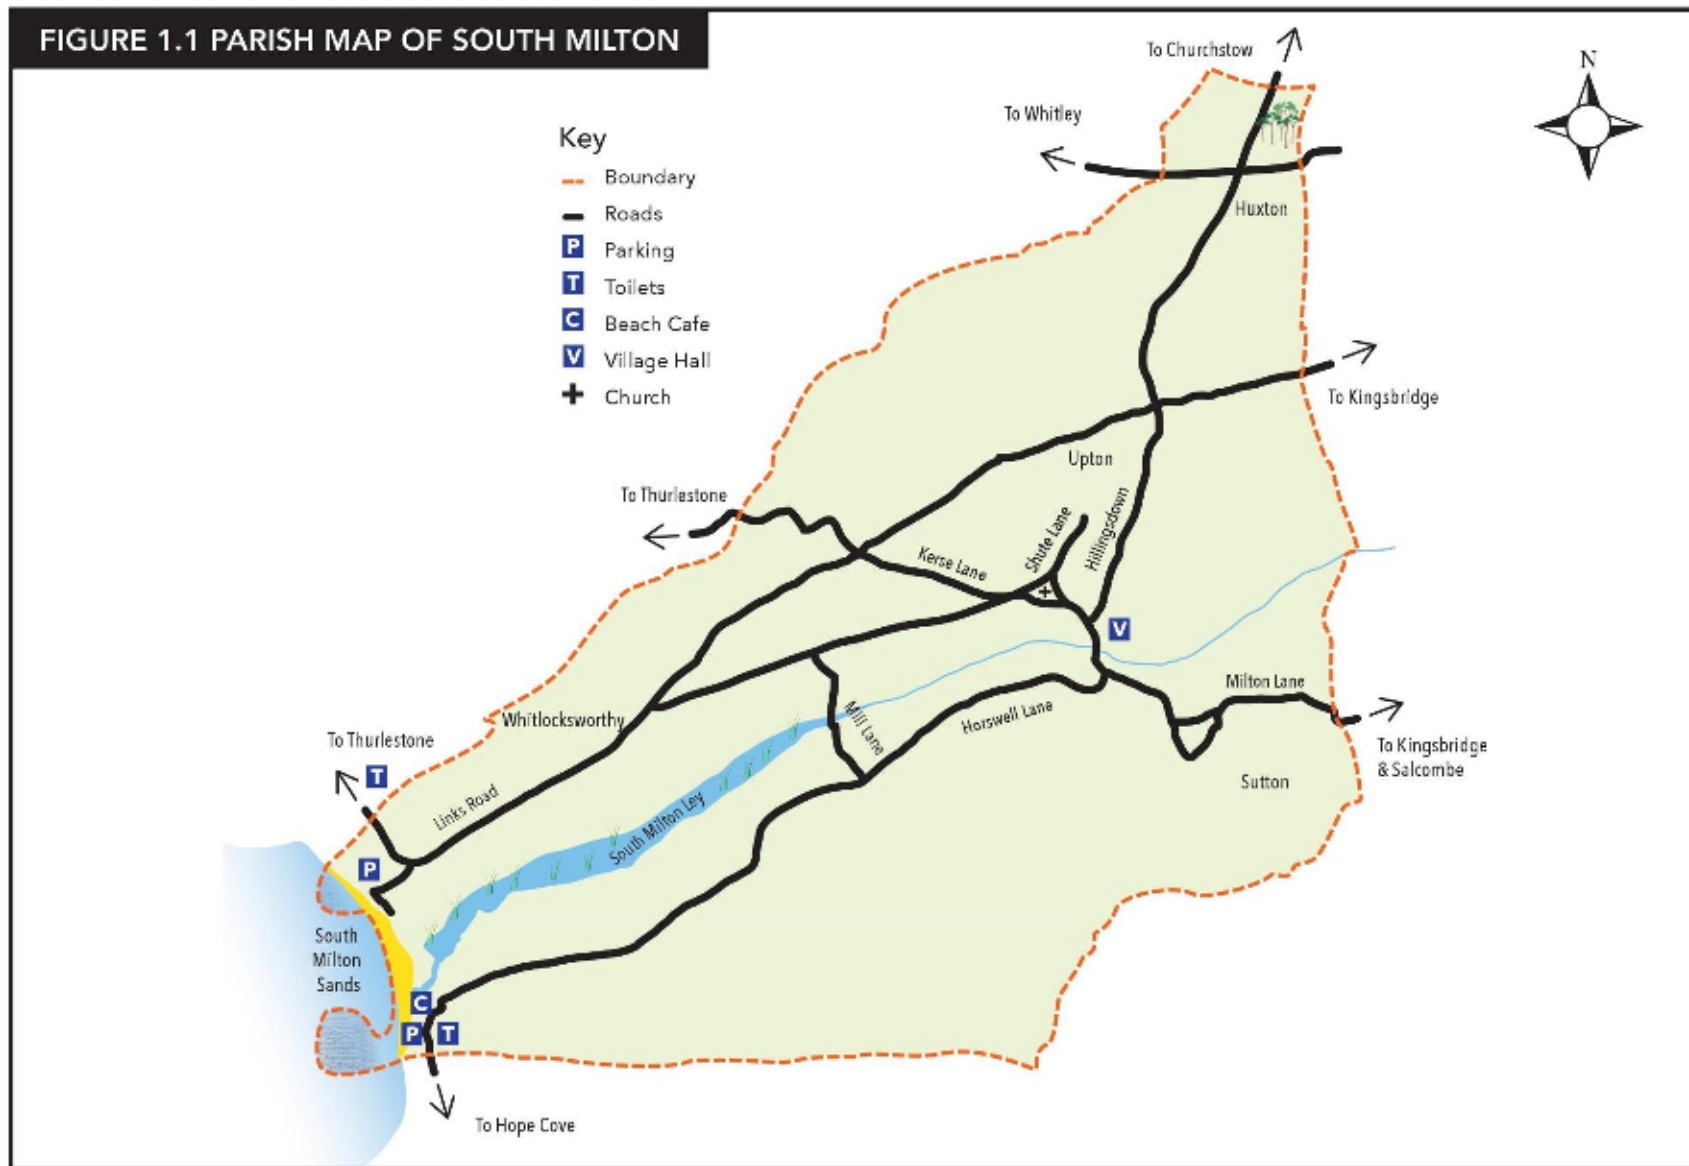 FIGURE 1.1 PARISH MAP OF SOUTH MILTON
To Churchstow
N
To Whitley
Key
Boundary
Roads
P Parking
T Toilets
C Beach Cafe
V Village Hall
Church
Huxton
To Kingsbridge
Upton
To Thurlestone
Hillingsdown
Shute Lane
Kerse Lane
V
Milton Lane
Whitlocksworthy
Mill Lane
Horswell Lane
To Thurlestone
T
To Kingsbridge
& Salcombe
Sutton
Links Road
South Milton Ley
P
South
Milton
Sands
C
P
T
To Hope Cove